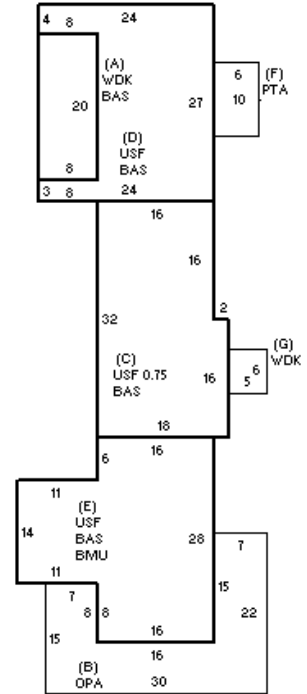 24
4
8
(A)
WDK
BAS
6
(F)
PTA
10
20
27
(D)
USF
BAS
8
3
8
24
16
16
2
32
(G)
WDK
(C)
USF 0.75
BAS
16
6
5
18
6
16
11
(E)
USF
BAS
BMU
14
28
7
11
7
8
8
15
22
15
16
16
(B)
OPA
30